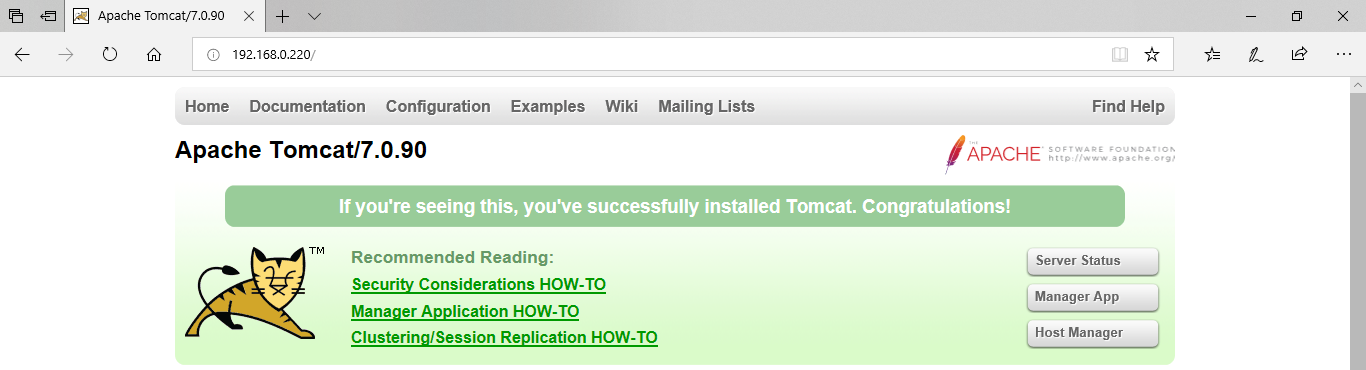 Apache Tomcat/7.0.90
192.168.0.220/
Home Documentation Configuration Examples Wiki Mailing Lists Find Help
Apache Tomcat/7.0.90
THE APACHE SOFTWARE FOUNDATION
http://www.apache.org/
If you're seeing this, you've successfully installed Tomcat. Congratulations!
TM
Recommended Reading:
Security Considerations HOW-TO
Manager Application HOW-TO
Clustering/Session Replication HOW-TO
Server Status
Manager App
Host Manager